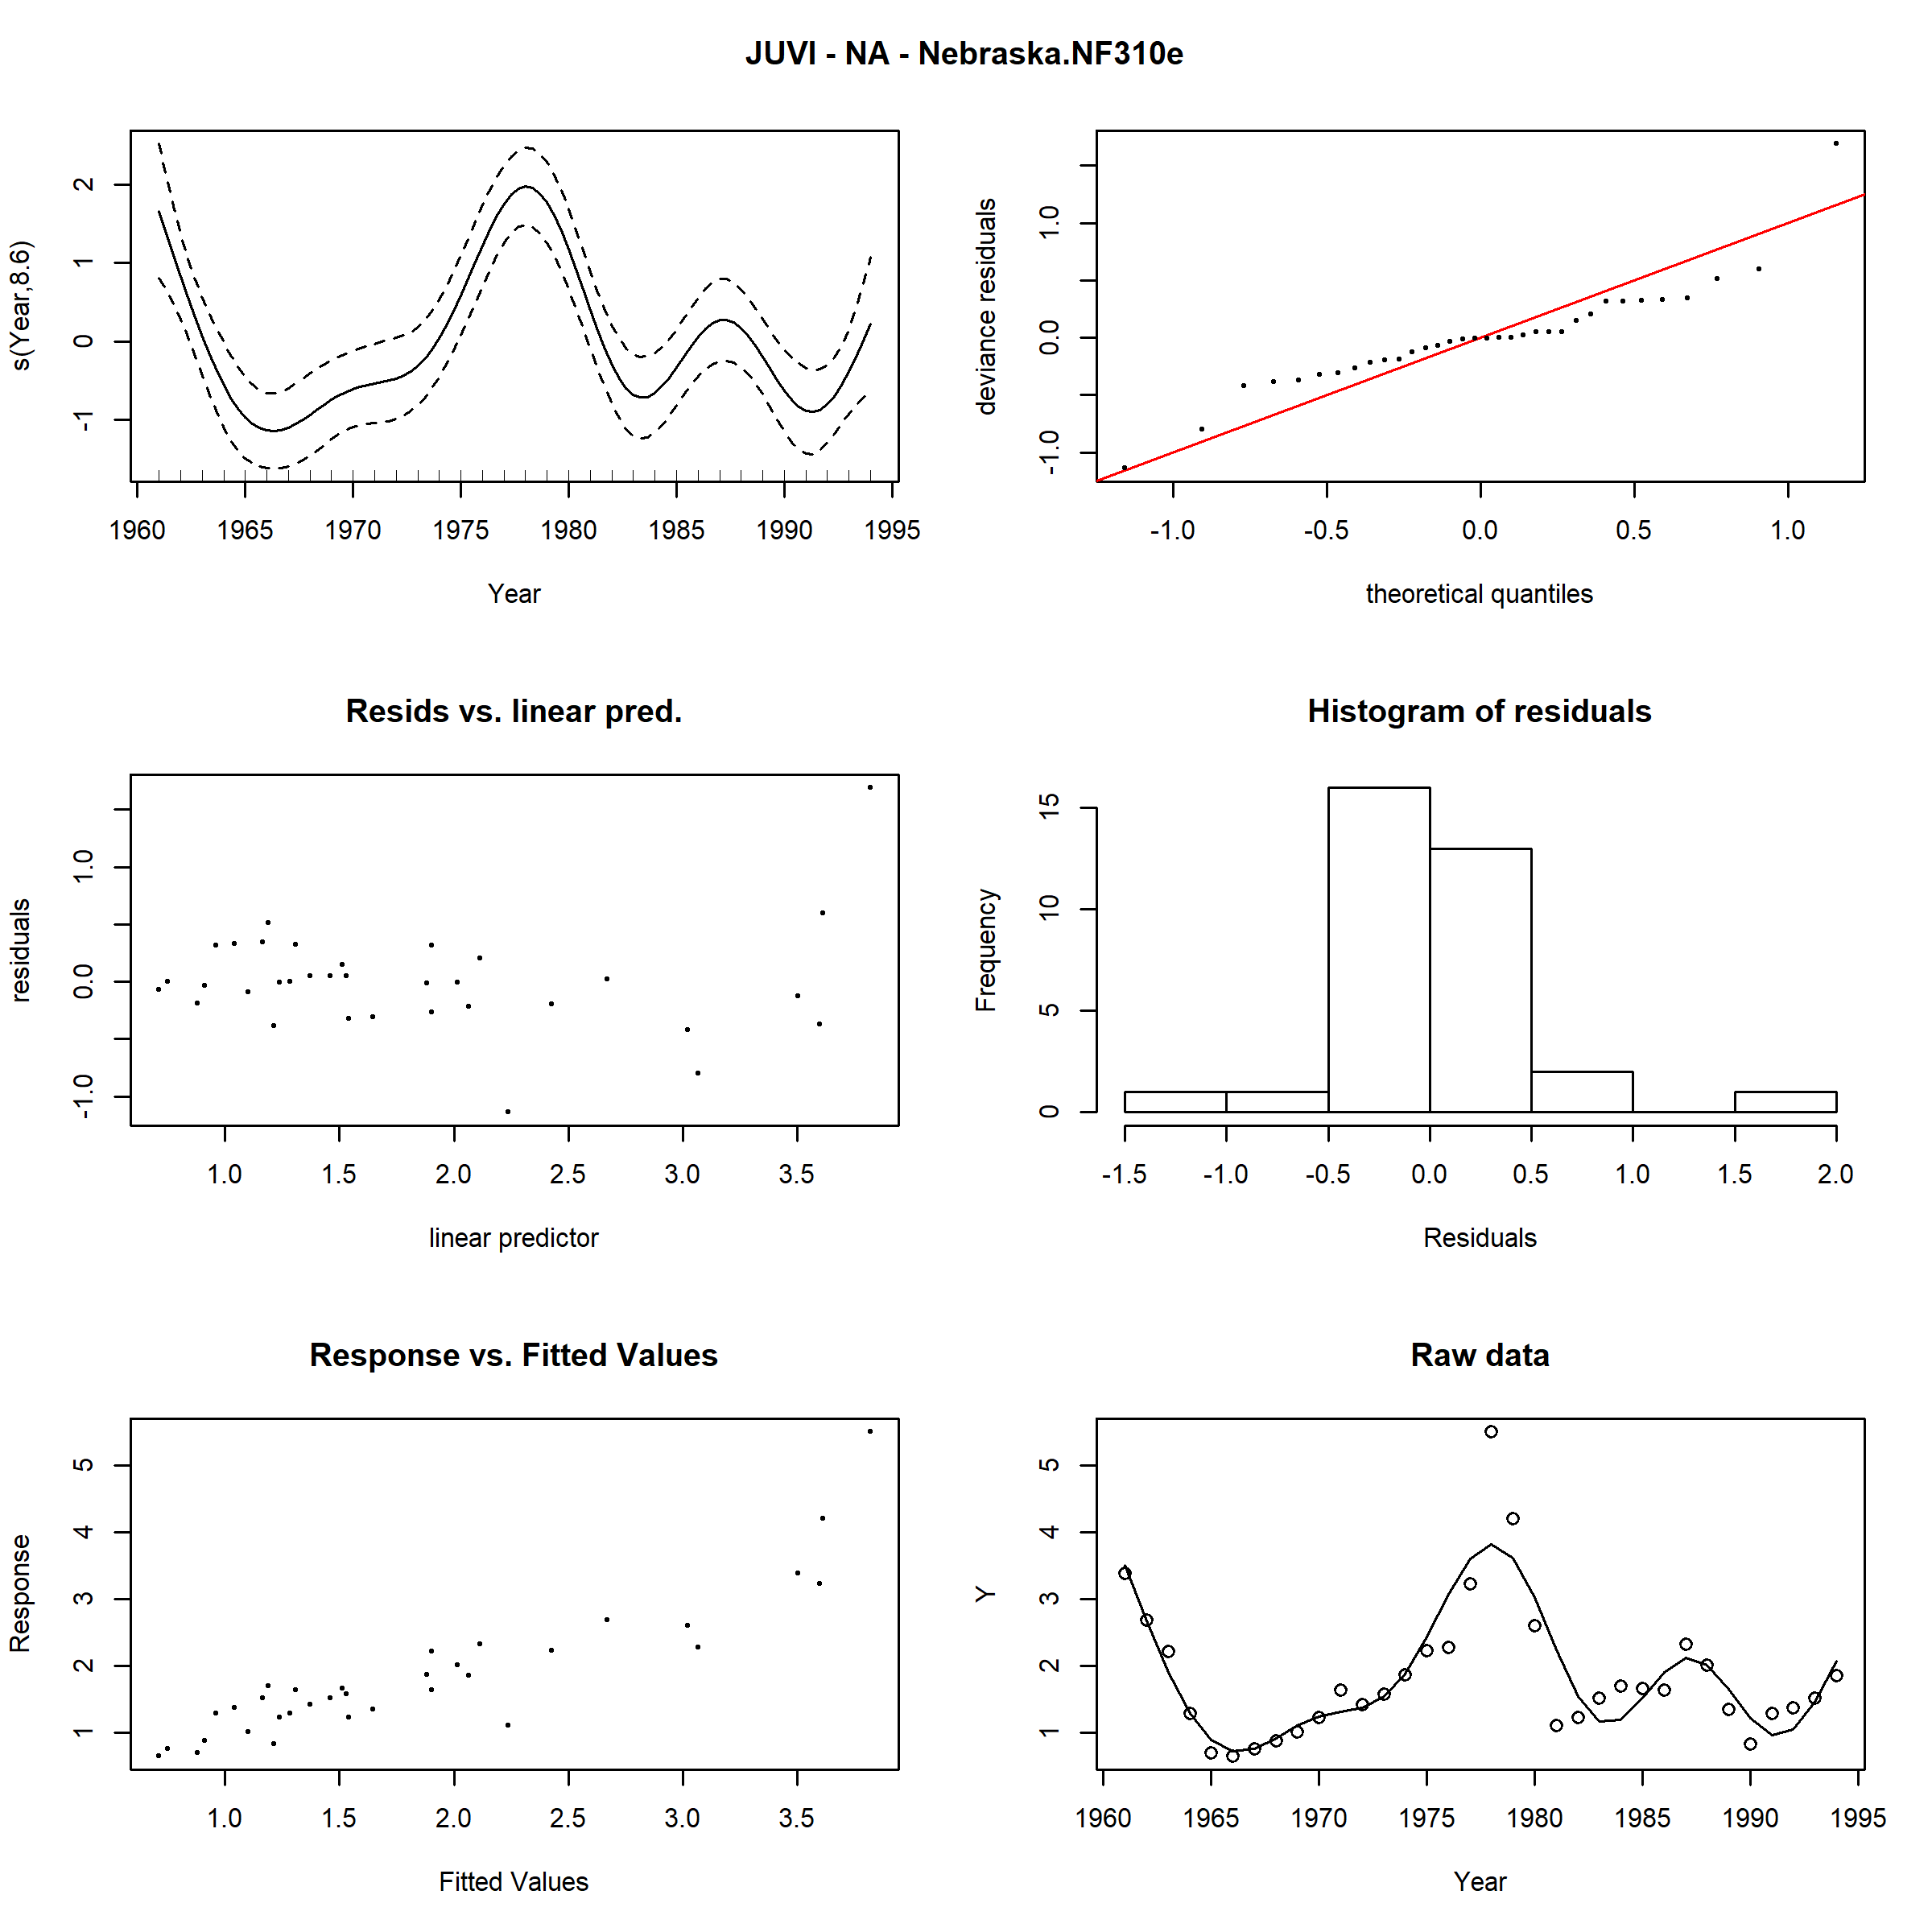 JUVI - NA - Nebraska.NF310e
s(Year,8.6)
2
1
0
-1
1960 1965 1970 1975 1980 1985 1990 1995
Year
deviance residuals
1.0
0.0
-1.0
-1.0 -0.5 0.0 0.5 1.0
theoretical quantiles
Resids vs. linear pred.
residuals
1.0
0.0
-1.0
1.0 1.5 2.0 2.5 3.0 3.5
linear predictor
Histogram of residuals
Frequency
15
10
5
0
-1.5 -1.0 -0.5 0.0 0.5 1.0 1.5 2.0
Residuals
Response vs. Fitted Values
Response
5
4
3
2
1
1.0 1.5 2.0 2.5 3.0 3.5
Fitted Values
Raw data
Y
5
4
3
2
1
1960 1965 1970 1975 1980 1985 1990 1995
Year